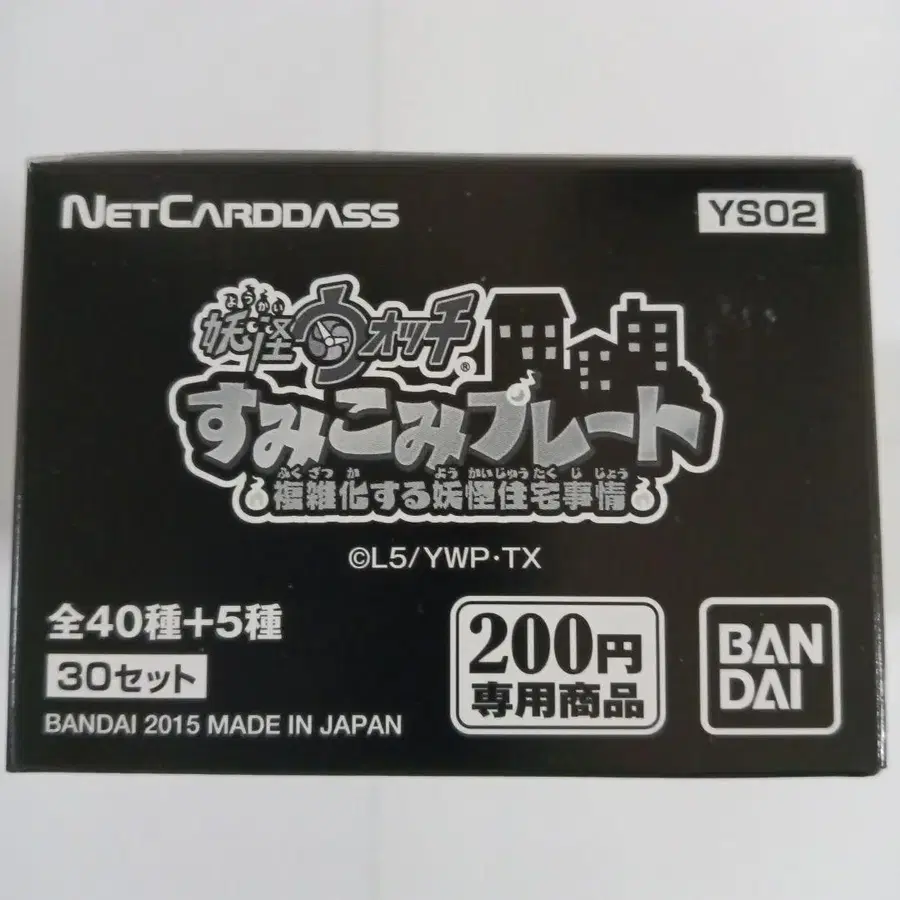 NETCARDDASS
YS02
ようかい
妖怪ウォッチ®
すみこみプレート
ふくざつか ようかいじゅうたくじじょう
複雑化する妖怪住宅事情
©L5/YWP・TX
全40種+5種
30セット
BANDAI 2015 MADE IN JAPAN
200円
専用商品
BAN
DAI